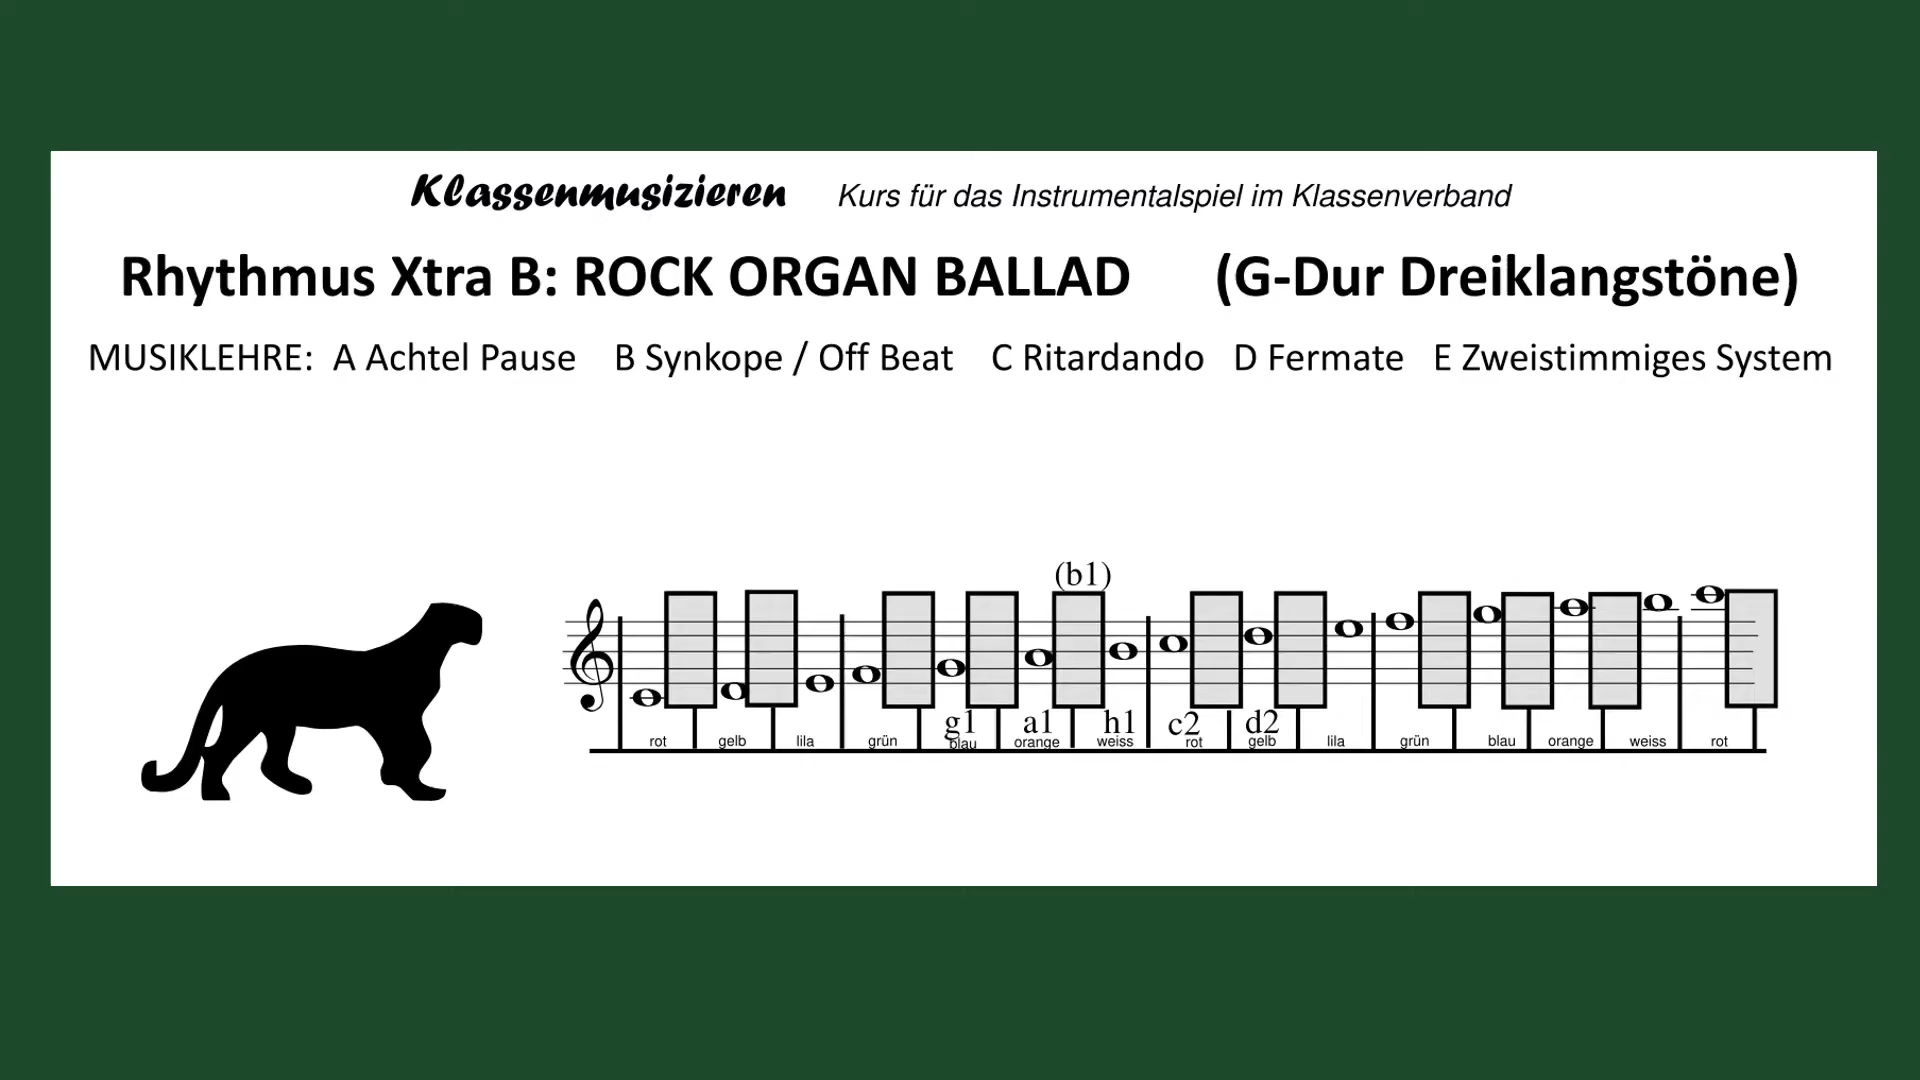 Klassenmusizieren Kurs für das Instrumentalspiel im Klassenverband
Rhythmus Xtra B: ROCK ORGAN BALLAD (G-Dur Dreiklangstöne)
MUSIKLEHRE: A Achtel Pause B Synkope / Off Beat C Ritardando D Fermate E Zweistimmiges System
(b1)
g1 a1 h1 c2 d2
rot gelb lila grün blau orange weiss rot gelb lila grün blau orange weiss rot